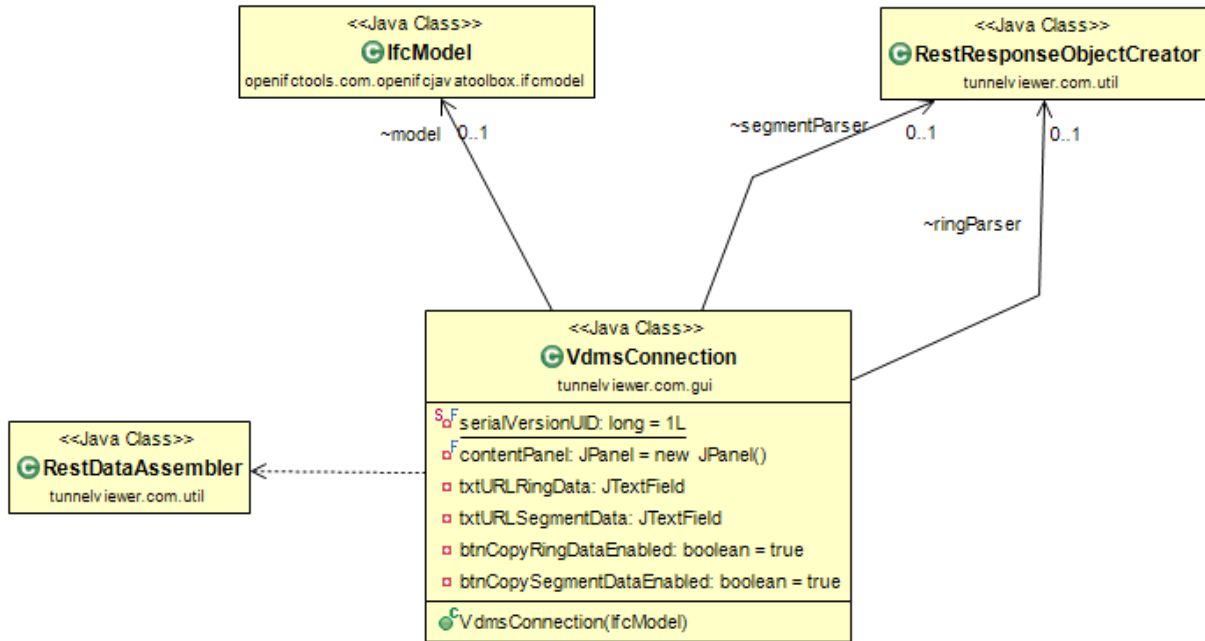 <<Java Class>>
IfcModel
openifctools.com.openifcjavatoolbox.ifcmodel
<<Java Class>>
RestResponseObjectCreator
tunnelviewer.com.util
~model 0..1
~segmentParser 0..1
0..1
~ringParser
<<Java Class>>
VdmsConnection
tunnelviewer.com.gui
serialVersionUID: long = 1L
contentPanel: JPanel = new JPanel()
txtURLRingData: JTextField
txtURLSegmentData: JTextField
btnCopyRingDataEnabled: boolean = true
btnCopySegmentDataEnabled: boolean = true
VdmsConnection(IfcModel)
<<Java Class>>
RestDataAssembler
tunnelviewer.com.util